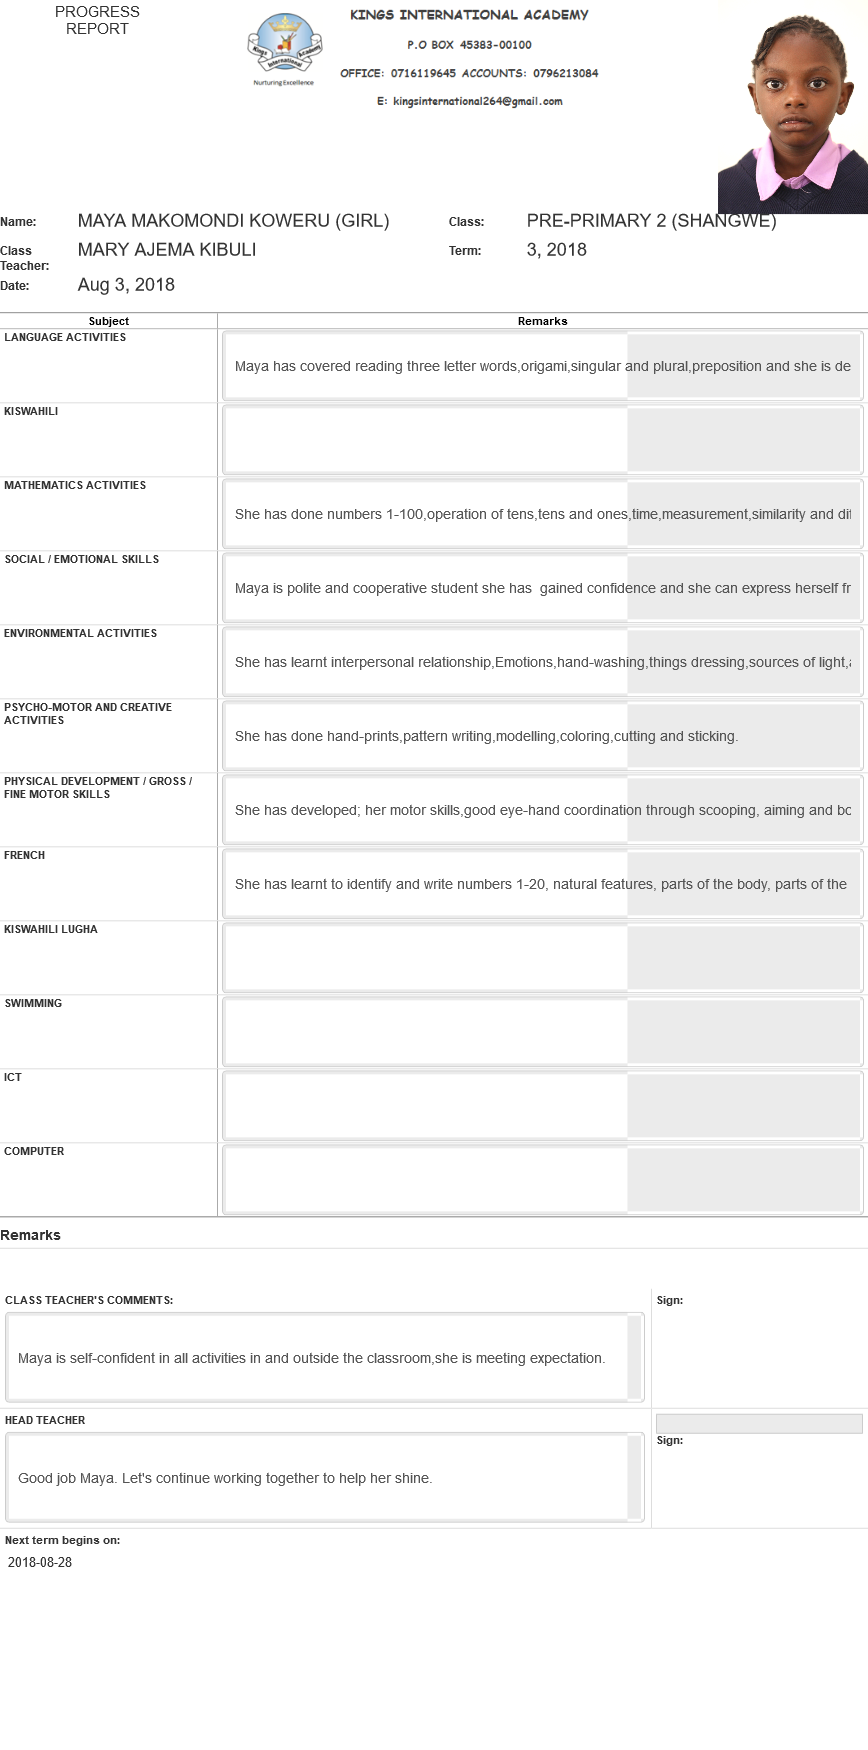 PROGRESS
REPORT
KINGS INTERNATIONAL ACADEMY
P.O BOX 45383-00100
OFFICE: 0716119645 ACCOUNTS: 0796213084
E: kingsinternational264@gmail.com
Kings International Academy
Nurturing Excellence
Name: MAYA MAKOMONDI KOWERU (GIRL) Class: PRE-PRIMARY 2 (SHANGWE)
Class Teacher: MARY AJEMA KIBULI Term: 3, 2018
Date: Aug 3, 2018
Subject Remarks
LANGUAGE ACTIVITIES
Maya has covered reading three letter words,origami,singular and plural,preposition and she is de
KISWAHILI
MATHEMATICS ACTIVITIES
She has done numbers 1-100,operation of tens,tens and ones,time,measurement,similarity and
SOCIAL / EMOTIONAL SKILLS
Maya is polite and cooperative student she has  gained confidence and she can express herself fr
ENVIRONMENTAL ACTIVITIES
She has learnt interpersonal relationship,Emotions,hand-washing,things dressing,sources of light,
PSYCHO-MOTOR AND CREATIVE
ACTIVITIES
She has done hand-prints,pattern writing,modelling,coloring,cutting and sticking.
PHYSICAL DEVELOPMENT / GROSS /
FINE MOTOR SKILLS
She has developed; her motor skills,good eye-hand coordination through scooping, aiming and
FRENCH
She has learnt to identify and write numbers 1-20, natural features, parts of the body, parts of the
KISWAHILI LUGHA
SWIMMING
ICT
COMPUTER
Remarks
CLASS TEACHER'S COMMENTS: Sign:
Maya is self-confident in all activities in and outside the classroom,she is meeting expectation.
HEAD TEACHER
Sign:
Good job Maya. Let's continue working together to help her shine.
Next term begins on:
2018-08-28